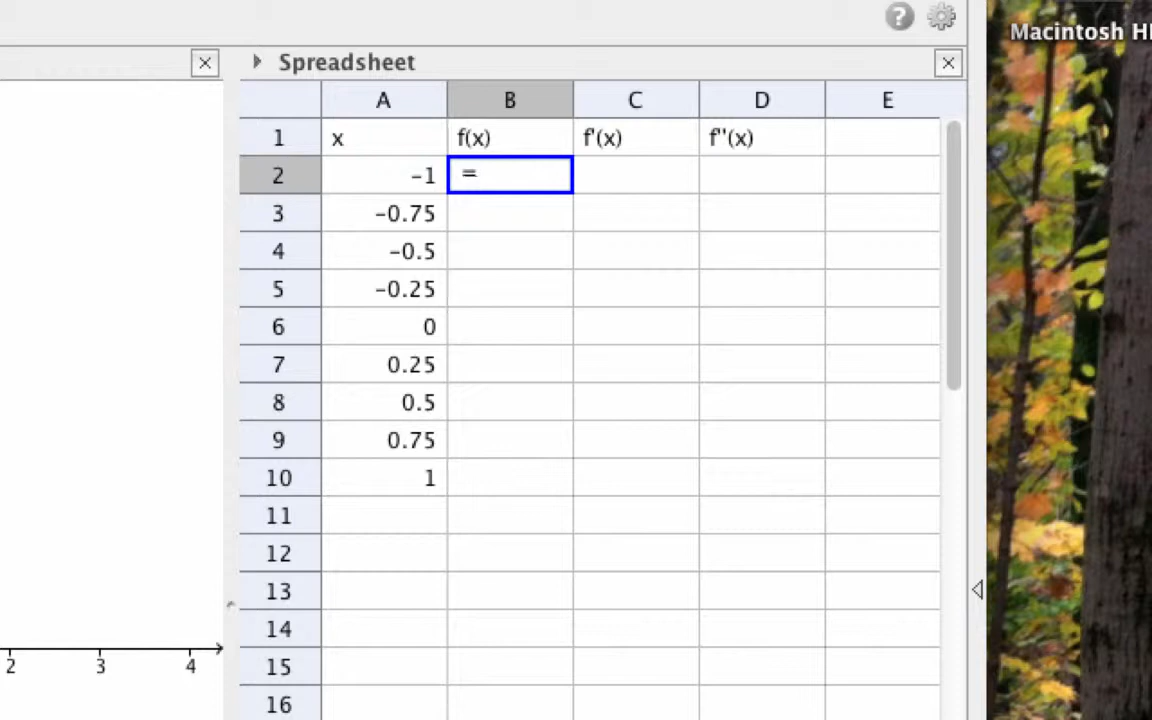 ?
Macintosh H
Spreadsheet
A B C D E
1 x f(x) f'(x) f''(x)
2 -1 =
3 -0.75
4 -0.5
5 -0.25
6 0
7 0.25
8 0.5
9 0.75
10 1
11
12
13
14
15
16
2 3 4